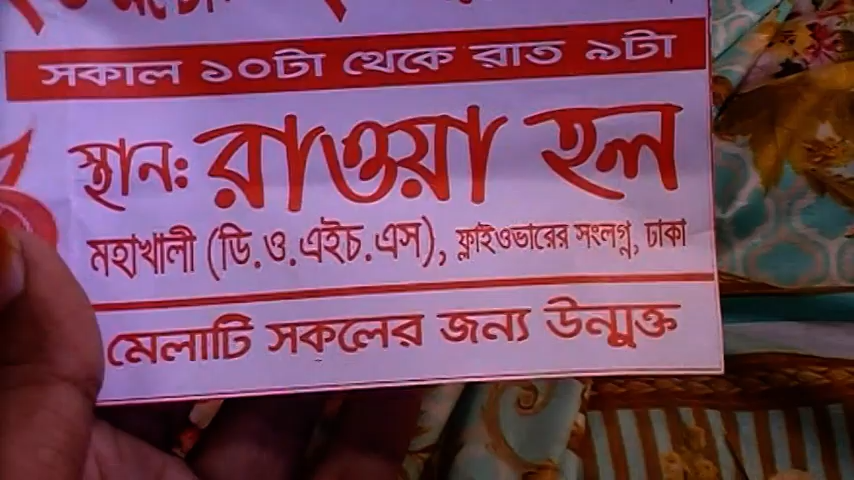 সকাল ১০টা থেকে রাত ৯টা
স্থান: রাওয়া হল
মহাখালী (ডি.ও.এইচ.এস), ফ্লাইওভারের সংলগ্ন, ঢাকা
মেলাটি সকলের জন্য উন্মুক্ত